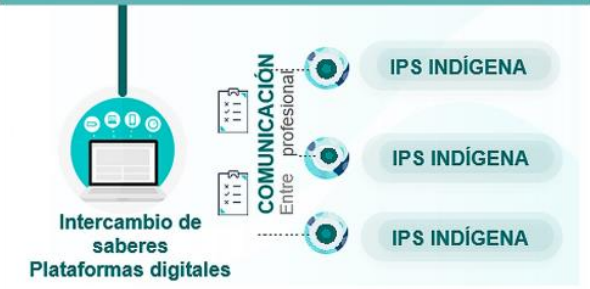 Intercambio de
saberes
Plataformas digitales
COMUNICACIÓN
Entre profesional
IPS INDÍGENA
IPS INDÍGENA
IPS INDÍGENA